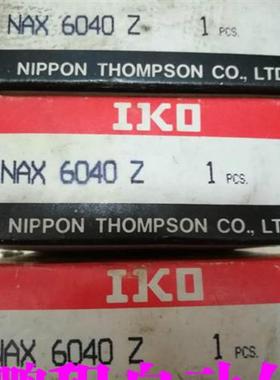 NAX 6040 Z 1 PCS.
NIPPON THOMPSON CO., LTD
IKO
NAX 6040 Z 1 PCS.
NIPPON THOMPSON CO., LTD
IKO
NAX 6040 Z 1 PCS.